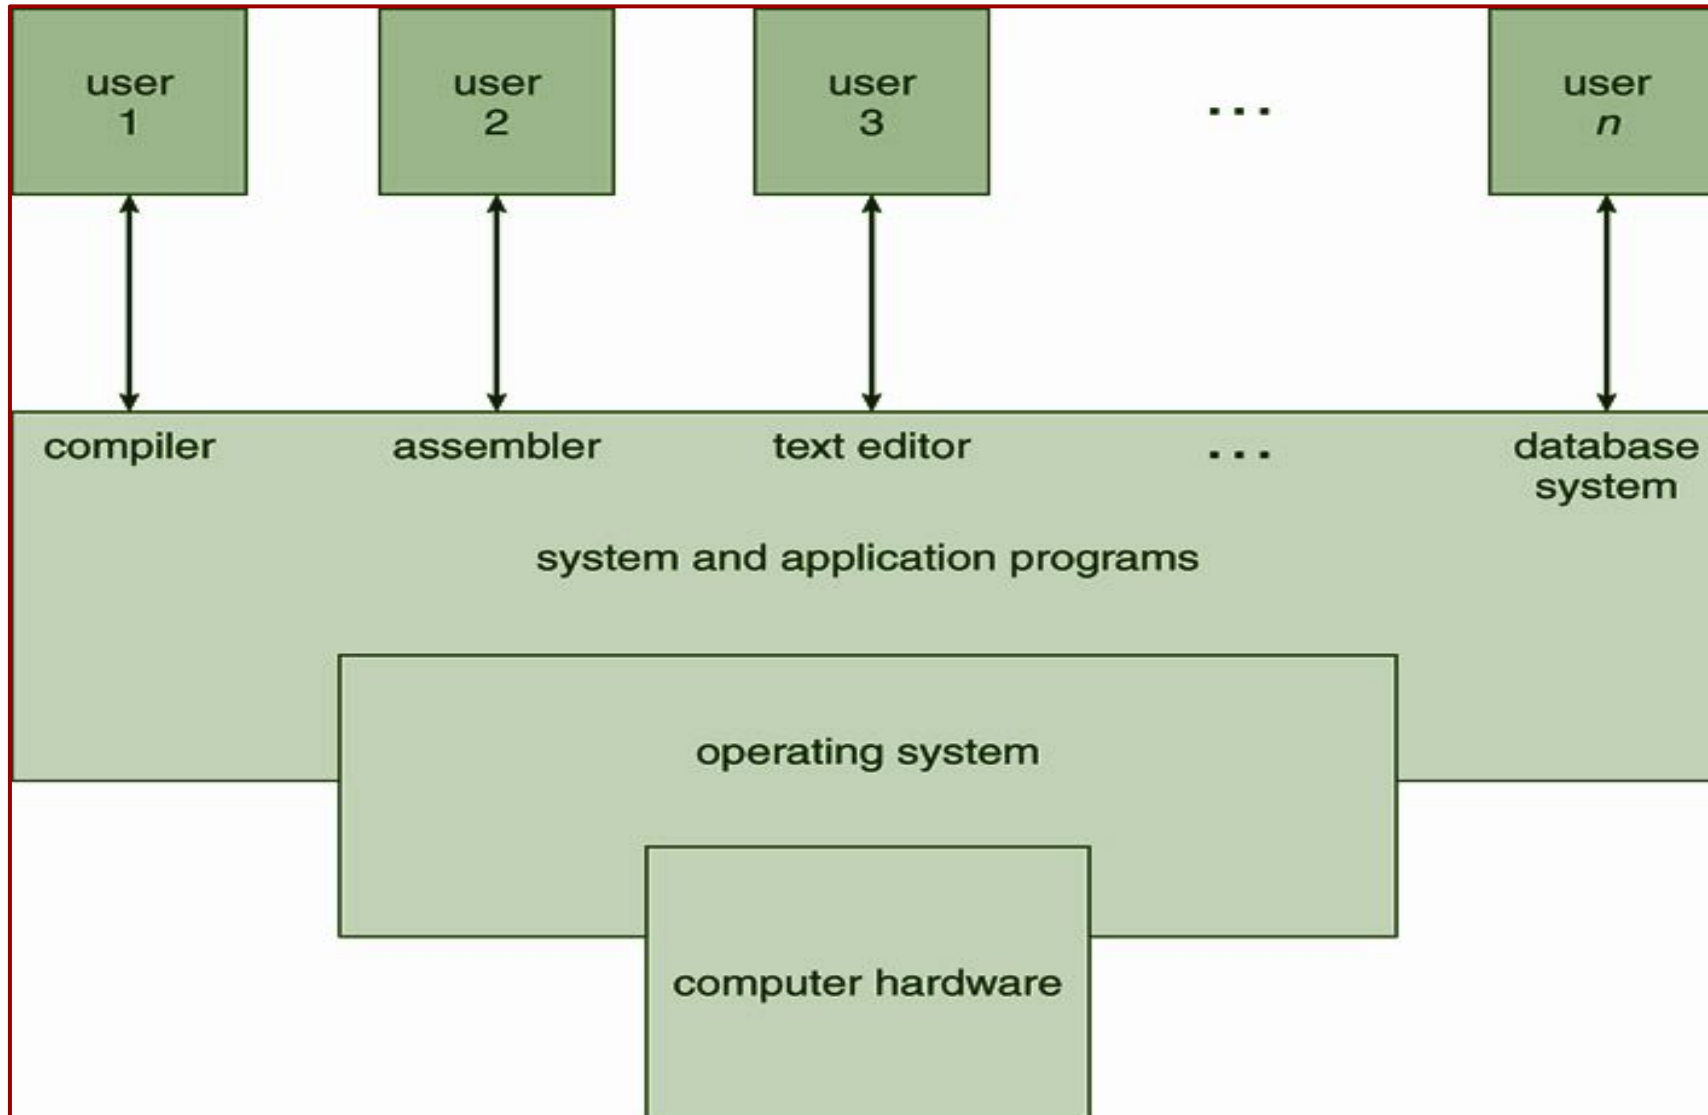 user
1
user
2
user
3
...
user
n
compiler
assembler
text editor
...
database
system
system and application programs
operating system
computer hardware